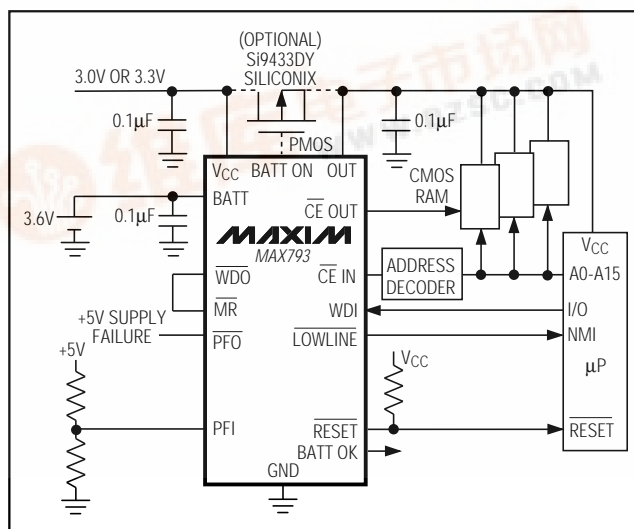 (OPTIONAL)
Si9433DY
SILICONIX
3.0V OR 3.3V
0.1µF
0.1µF
PMOS
VCC
BATT ON
OUT
BATT
CE OUT
CMOS
RAM
3.6V
0.1µF
MAXIM
MAX793
VCC
WDO
CE IN
ADDRESS
DECODER
A0-A15
MR
WDI
I/O
+5V SUPPLY
FAILURE
PFO
LOWLINE
NMI
+5V
VCC
µP
PFI
RESET
RESET
BATT OK
GND